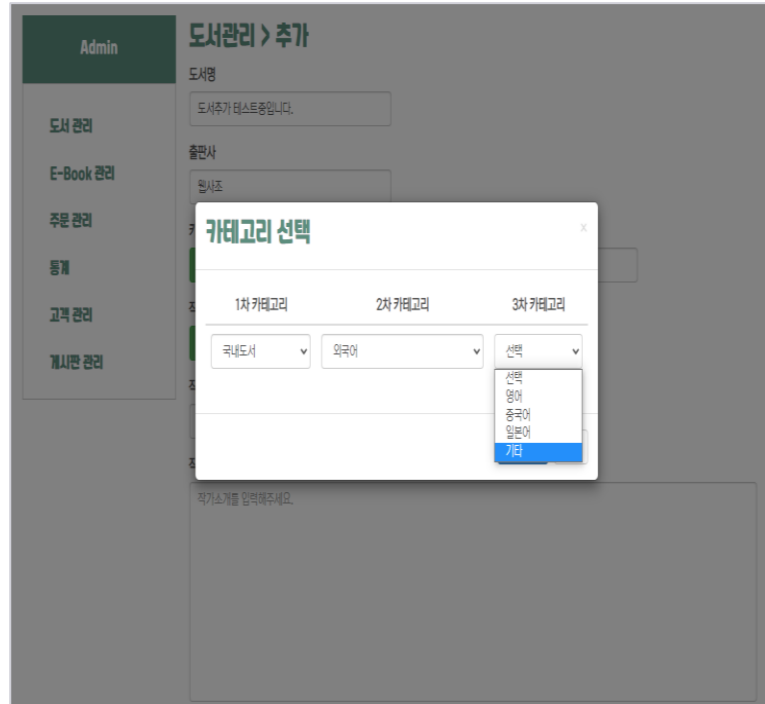 Admin
도서 관리
E-Book 관리
주문 관리
통계
고객 관리
게시판 관리
도서관리 > 추가
도서명
도서추가 테스트중입니다.
출판사
웹사조
카테고리 선택
x
1차 카테고리 2차 카테고리 3차 카테고리
국내도서 외국어 선택
선택
영어
중국어
일본어
기타
작가소개를 입력해주세요.